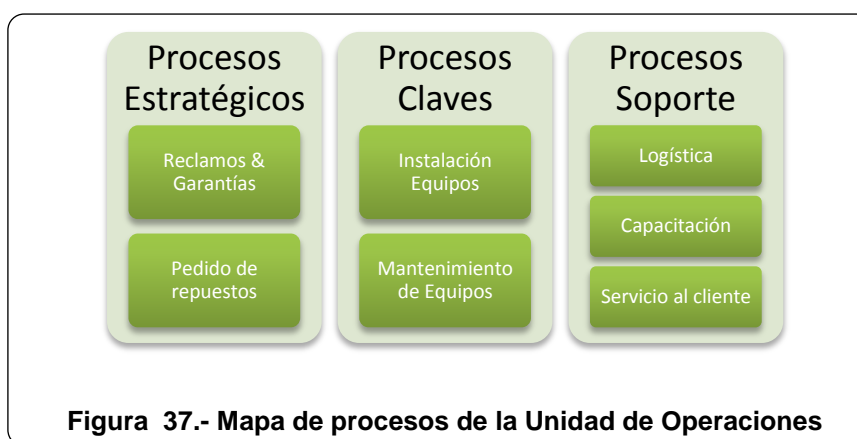 Procesos
Estratégicos
Reclamos &
Garantías
Pedido de
repuestos
Procesos
Claves
Instalación
Equipos
Mantenimiento
de Equipos
Procesos
Soporte
Logística
Capacitación
Servicio al cliente
Figura 37.- Mapa de procesos de la Unidad de Operaciones